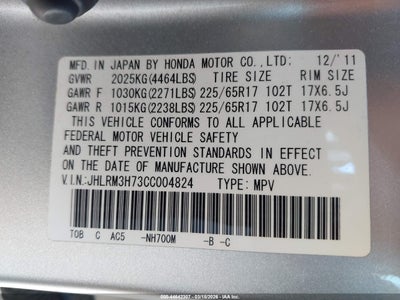 MFD. IN JAPAN BY HONDA MOTOR CO., LTD: 12/'11
GVWR 2025KG(4464LBS) TIRE SIZE RIM SIZE
GAWR F 1030KG(2271LBS) 225/65R17 102T 17X6.5J
GAWR R 1015KG(2238LBS) 225/65R17 102T 17X6.5J
THIS VEHICLE CONFORMS TO ALL APPLICABLE
FEDERAL MOTOR VEHICLE SAFETY
AND THEFT PREVENTION STANDARDS IN EFFECT
ON THE DATE OF MANUFACTURE SHOWN ABOVE.
V.I.N:JHLRM3H73CC004824 TYPE: MPV
TOB C AC5 -NH700M -B -C